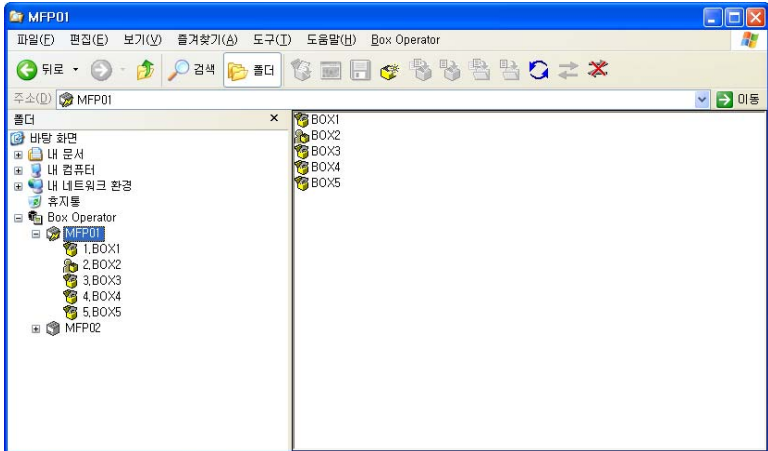 MFP01
파일(F) 편집(E) 보기(V) 즐겨찾기(A) 도구(T) 도움말(H) Box Operator
뒤로 검색 폴더
주소(D) MFP01 이동
폴더
바탕 화면
내 문서
내 컴퓨터
내 네트워크 환경
휴지통
Box Operator
MFP01
1,BOX1
2,BOX2
3,BOX3
4,BOX4
5,BOX5
MFP02
BOX1
BOX2
BOX3
BOX4
BOX5